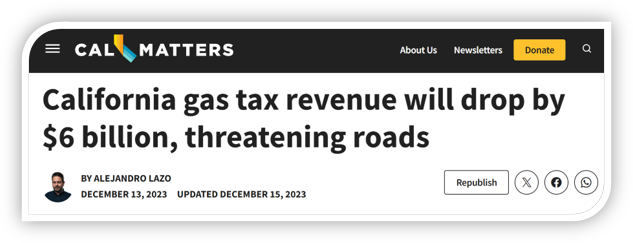 CAL MATTERS
About Us
Newsletters
Donate
California gas tax revenue will drop by
$6 billion, threatening roads
BY ALEJANDRO LAZO
DECEMBER 13, 2023 UPDATED DECEMBER 15, 2023
Republish